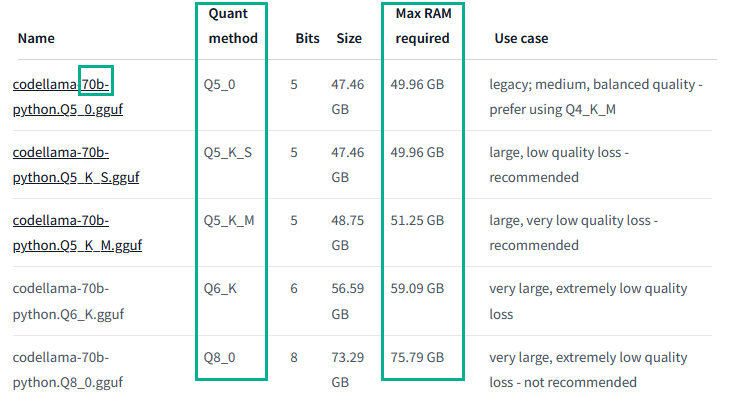 Name Quant method Bits Size Max RAM required Use case
codellama-70b- Q5_0 5 47.46 49.96 GB legacy; medium, balanced quality -
python.Q5_0.gguf GB prefer using Q4_K_M
codellama-70b- Q5_K_S 5 47.46 49.96 GB large, low quality loss -
python.Q5_K_S.gguf GB recommended
codellama-70b- Q5_K_M 5 48.75 51.25 GB large, very low quality loss -
python.Q5_K_M.gguf GB recommended
codellama-70b- Q6_K 6 56.59 59.09 GB very large, extremely low quality
python.Q6_K.gguf GB loss
codellama-70b- Q8_0 8 73.29 75.79 GB very large, extremely low quality
python.Q8_0.gguf GB loss - not recommended